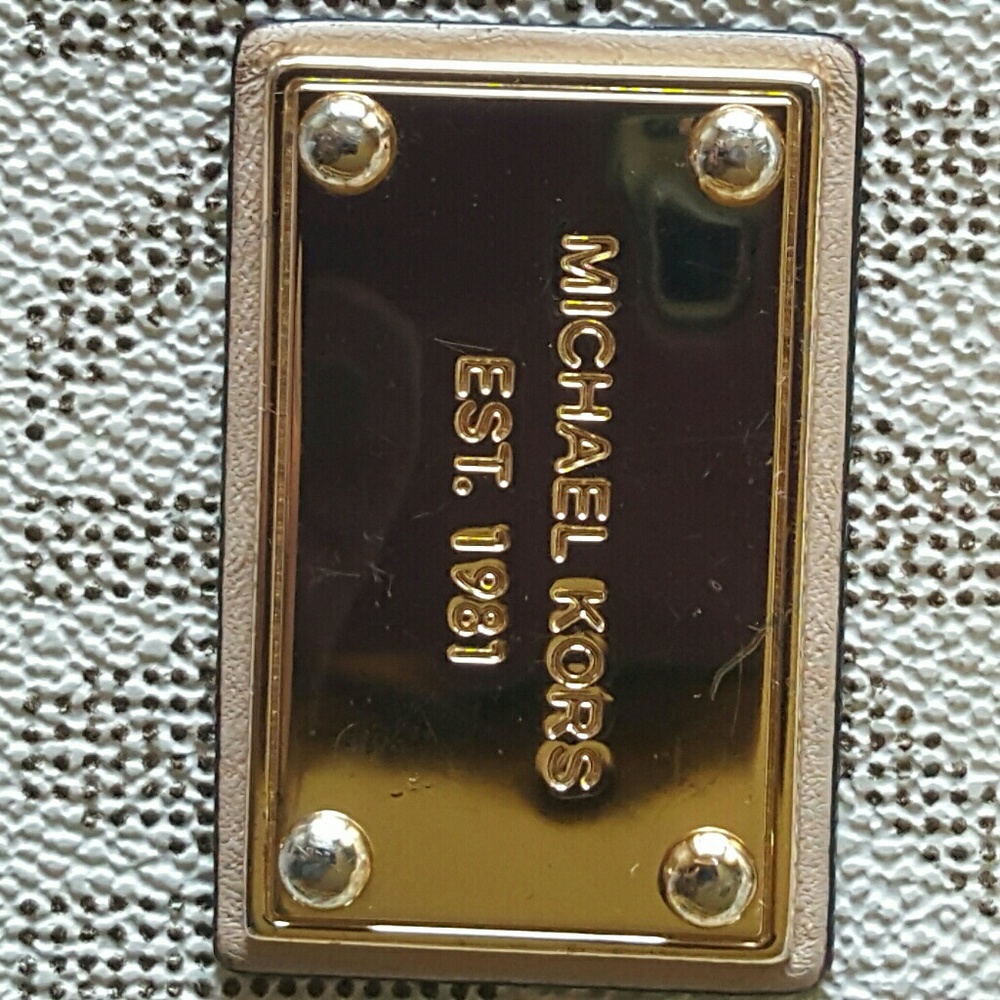 MICHAEL KORS
EST. 1981